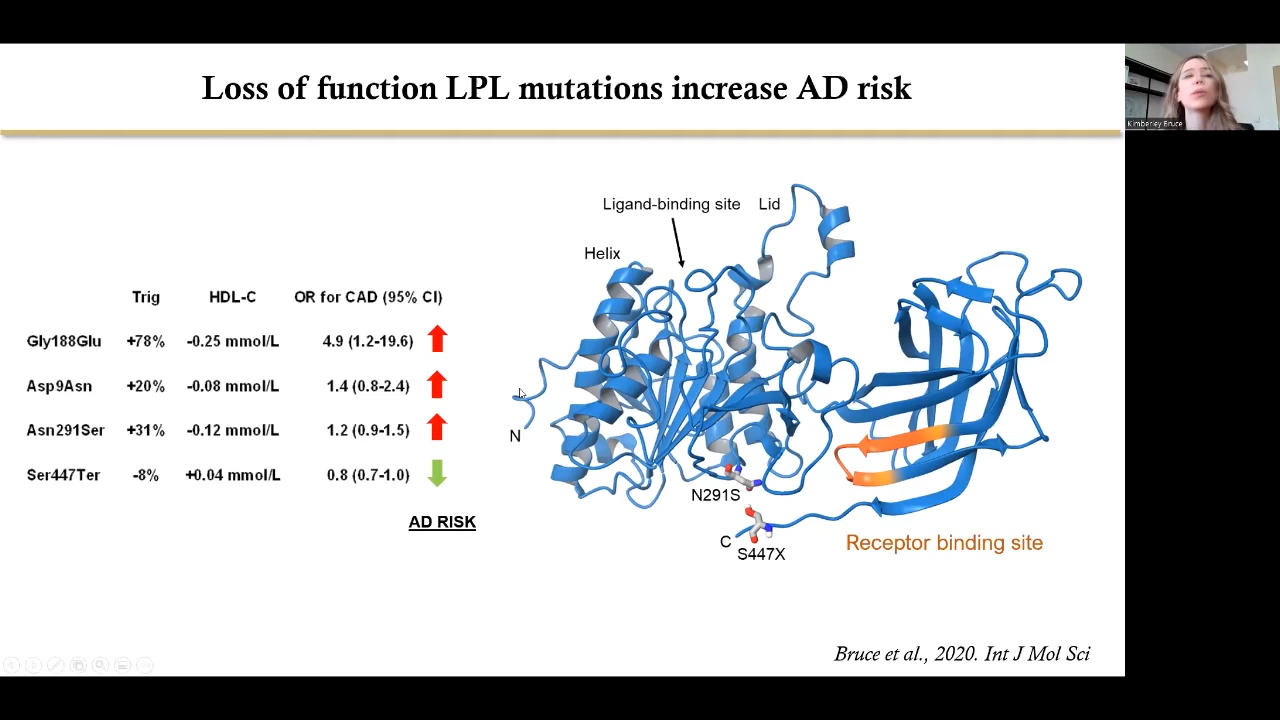 Loss of function LPL mutations increase AD risk
Kimberley Bruce
Ligand-binding site
Lid
Helix
Trig HDL-C OR for CAD (95% CI)
Gly188Glu +78% -0.25 mmol/L 4.9 (1.2-19.6)
Asp9Asn +20% -0.08 mmol/L 1.4 (0.8-2.4)
Asn291Ser +31% -0.12 mmol/L 1.2 (0.9-1.5)
Ser447Ter -8% +0.04 mmol/L 0.8 (0.7-1.0)
AD RISK
N
N291S
C
S447X
Receptor binding site
Bruce et al., 2020. Int J Mol Sci